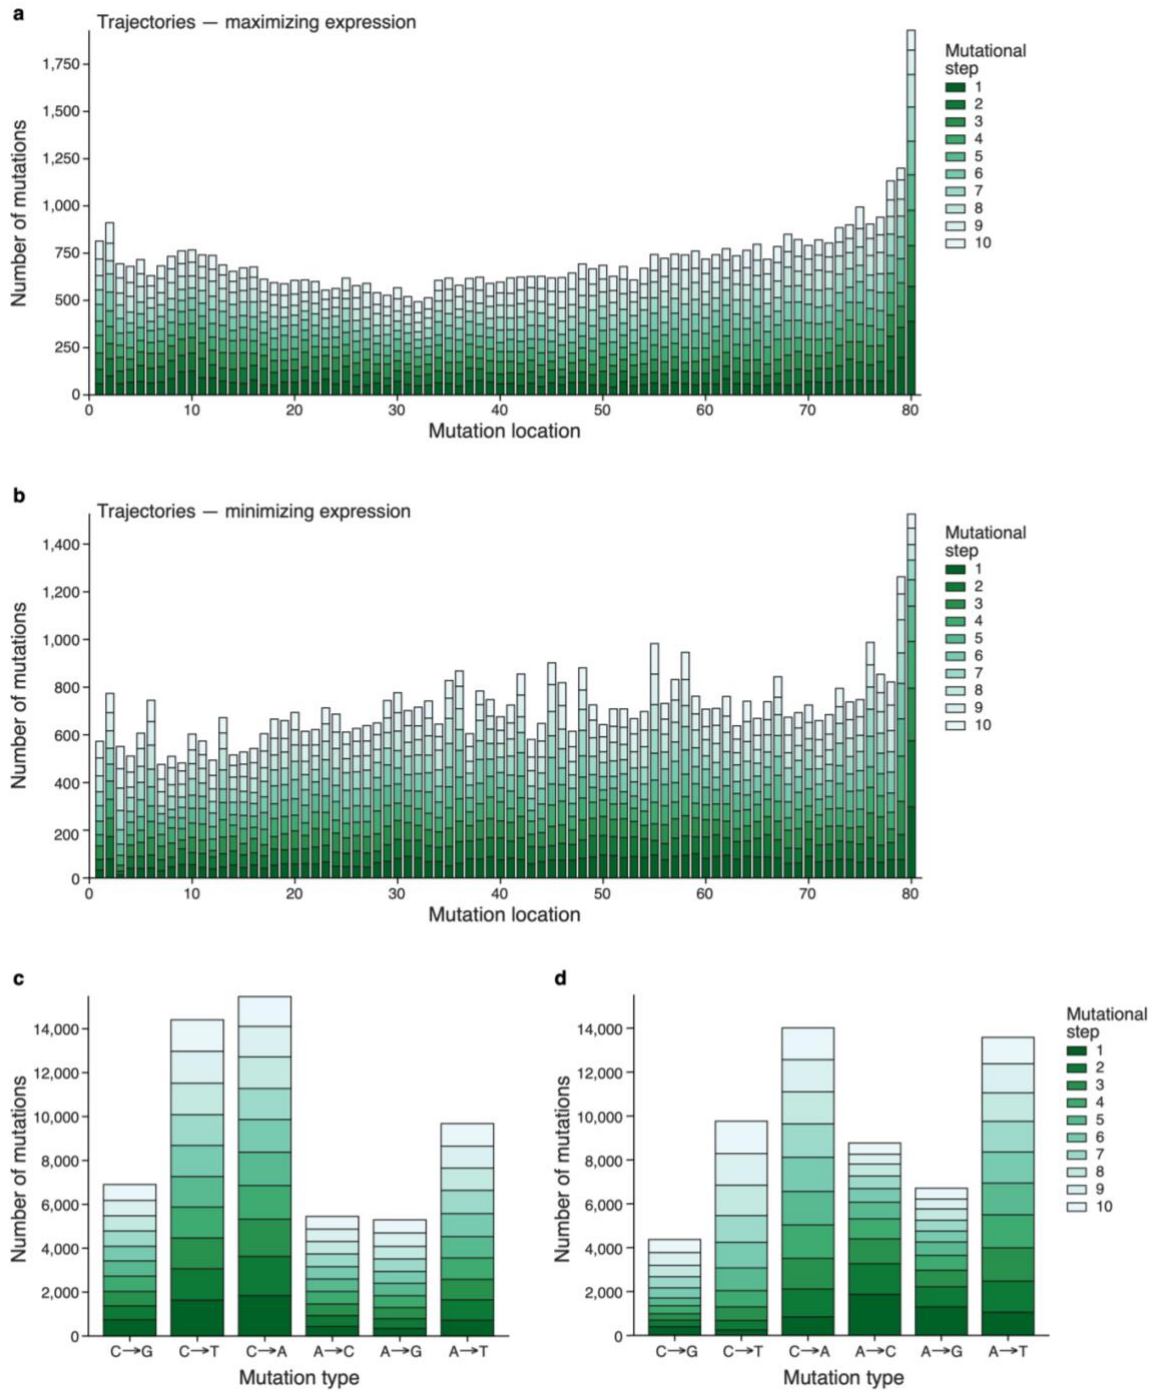 a
Trajectories — maximizing expression
Number of mutations
1,750
1,500
1,250
1,000
750
500
250
0
0 10 20 30 40 50 60 70 80
Mutation location
Mutational
step
1
2
3
4
5
6
7
8
9
10
b
Trajectories — minimizing expression
Number of mutations
1,400
1,200
1,000
800
600
400
200
0
0 10 20 30 40 50 60 70 80
Mutation location
Mutational
step
1
2
3
4
5
6
7
8
9
10
c
Number of mutations
14,000
12,000
10,000
8,000
6,000
4,000
2,000
0
C→G C→T C→A A→C A→G A→T
Mutation type
d
Number of mutations
14,000
12,000
10,000
8,000
6,000
4,000
2,000
0
C→G C→T C→A A→C A→G A→T
Mutation type
Mutational
step
1
2
3
4
5
6
7
8
9
10